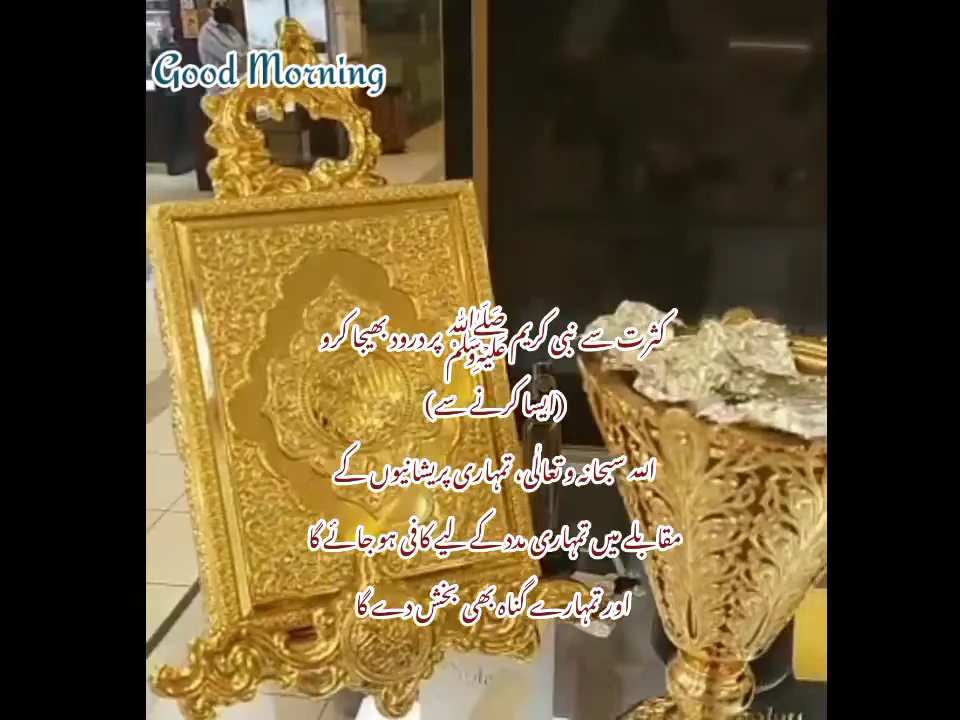 Good Morning
کثرت سے نبی کریم ﷺ پر درود بھیجا کرو
(ایسا کرنے سے)
اللہ سبحانہ و تعالٰی، تمہاری پریشانیوں کے
مقابلے میں تمہاری مدد کے لیے کافی ہو جائے گا
اور تمہارے گناہ بھی بخش دے گا